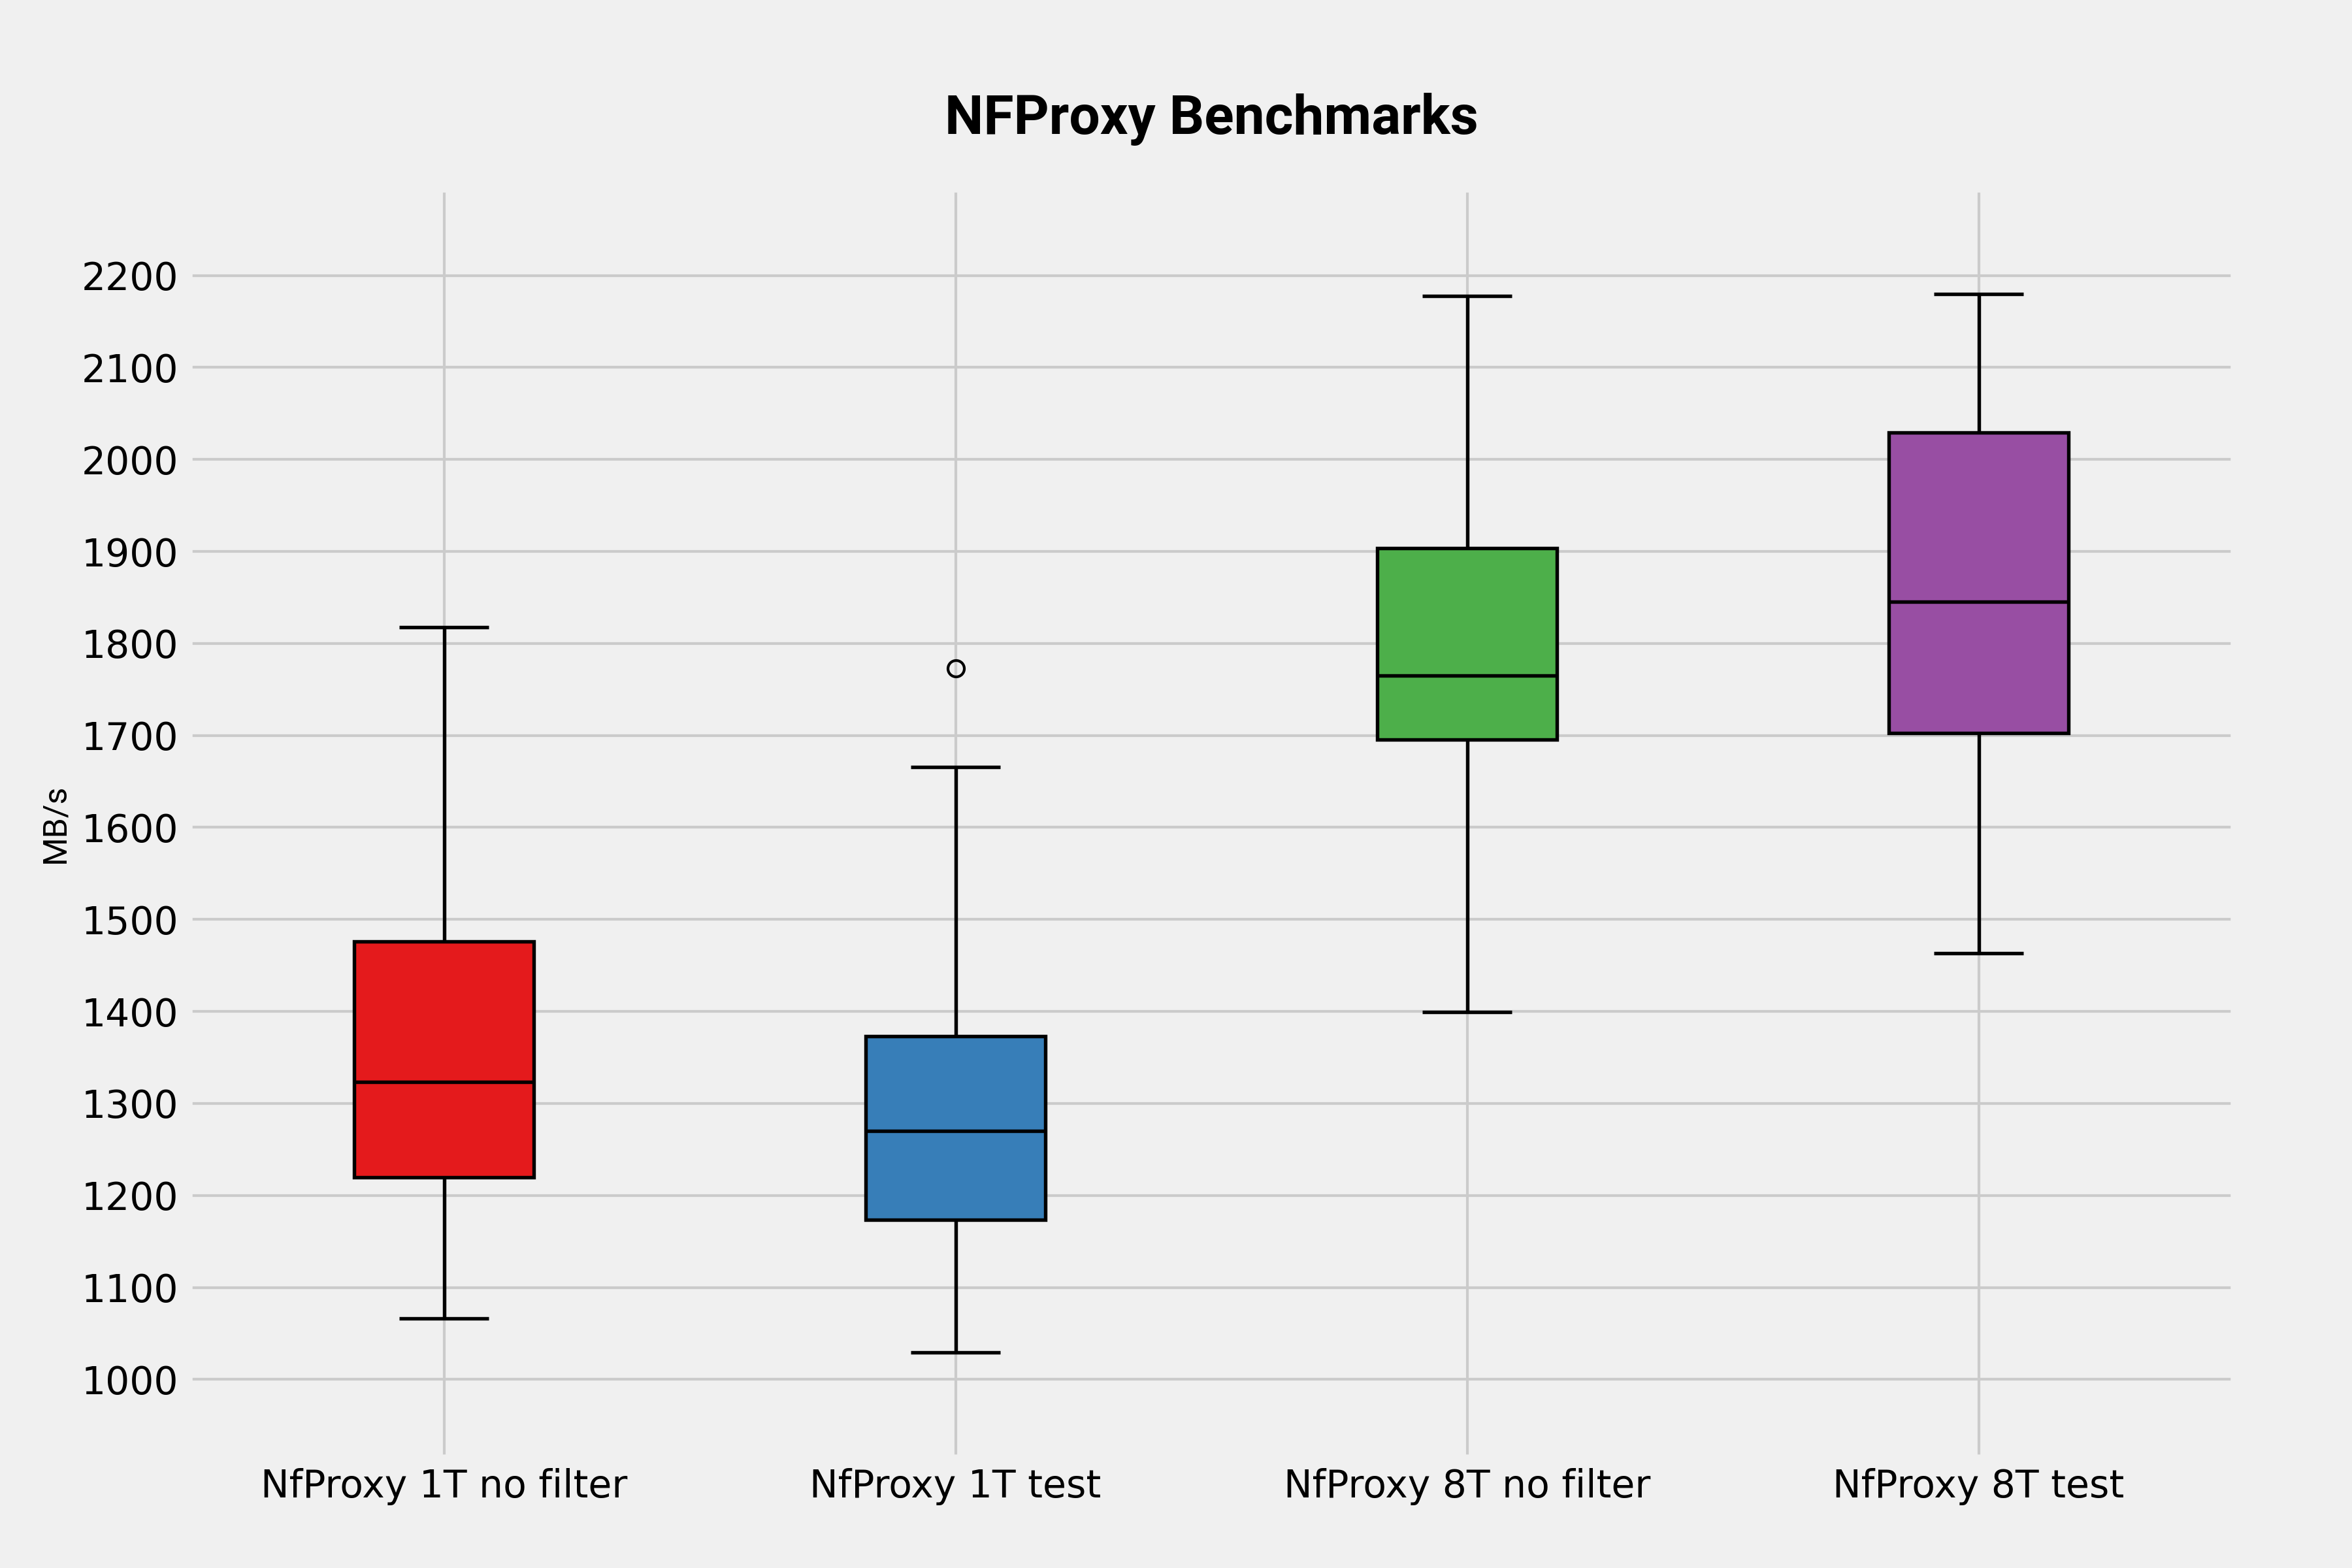 NFProxy Benchmarks
2200
2100
2000
1900
1800
1700
1600
1500
1400
1300
1200
1100
1000
MB/s
NfProxy 1T no filter
NfProxy 1T test
NfProxy 8T no filter
NfProxy 8T test